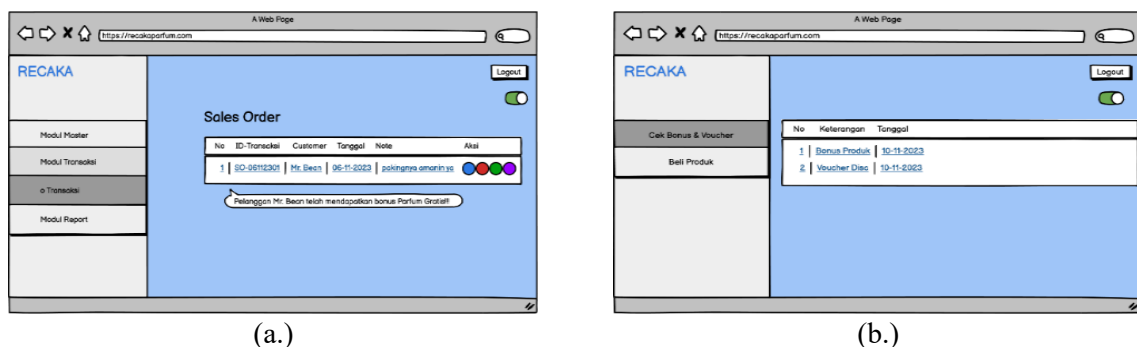 A Web Page
https://recakaparfum.com
RECAKA
Logout
Sales Order
Modul Master
Modul Transaksi
o Transaksi
Modul Report
No ID-Transaksi Customer Tanggal Note Aksi
1 SO-06112301 Mr. Bean 06-11-2023 pakingnya amanin ya
Pelanggan Mr. Bean telah mendapatkan bonus Parfum Gratis!!!
(a.)
A Web Page
https://recakaparfum.com
RECAKA
Logout
Cek Bonus & Voucher
Beli Produk
No Keterangan Tanggal
1 Bonus Produk 10-11-2023
2 Voucher Disc 10-11-2023
(b.)